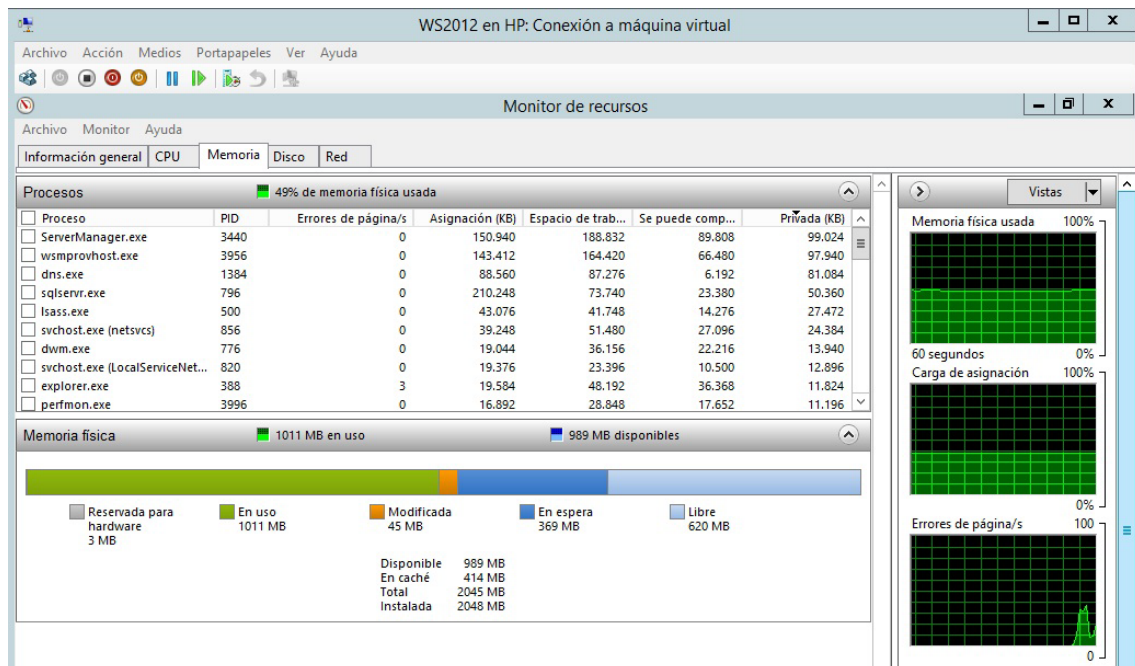 WS2012 en HP: Conexión a máquina virtual
Archivo Acción Medios Portapapeles Ver Ayuda
Monitor de recursos
Archivo Monitor Ayuda
Información general CPU Memoria Disco Red
Procesos 49% de memoria física usada
Proceso PID Errores de página/s Asignación (KB) Espacio de trab... Se puede comp... Privada (KB)
ServerManager.exe 3440 0 150.940 188.832 89.808 99.024
wsmprovhost.exe 3956 0 143.412 164.420 66.480 97.940
dns.exe 1384 0 88.560 87.276 6.192 81.084
sqlservr.exe 796 0 210.248 73.740 23.380 50.360
lsass.exe 500 0 43.076 41.748 14.276 27.472
svchost.exe (netsvcs) 856 0 39.248 51.480 27.096 24.384
dwm.exe 776 0 19.044 36.156 22.216 13.940
svchost.exe (LocalServiceNet... 820 0 19.376 23.396 10.500 12.896
explorer.exe 388 3 19.584 48.192 36.368 11.824
perfmon.exe 3996 0 16.892 28.848 17.652 11.196
Memoria física 1011 MB en uso 989 MB disponibles
Reservada para hardware 3 MB
En uso 1011 MB
Modificada 45 MB
En espera 369 MB
Libre 620 MB
Disponible 989 MB
En caché 414 MB
Total 2045 MB
Instalada 2048 MB
Vistas
Memoria física usada 100%
60 segundos 0%
Carga de asignación 100%
0%
Errores de página/s 100
0